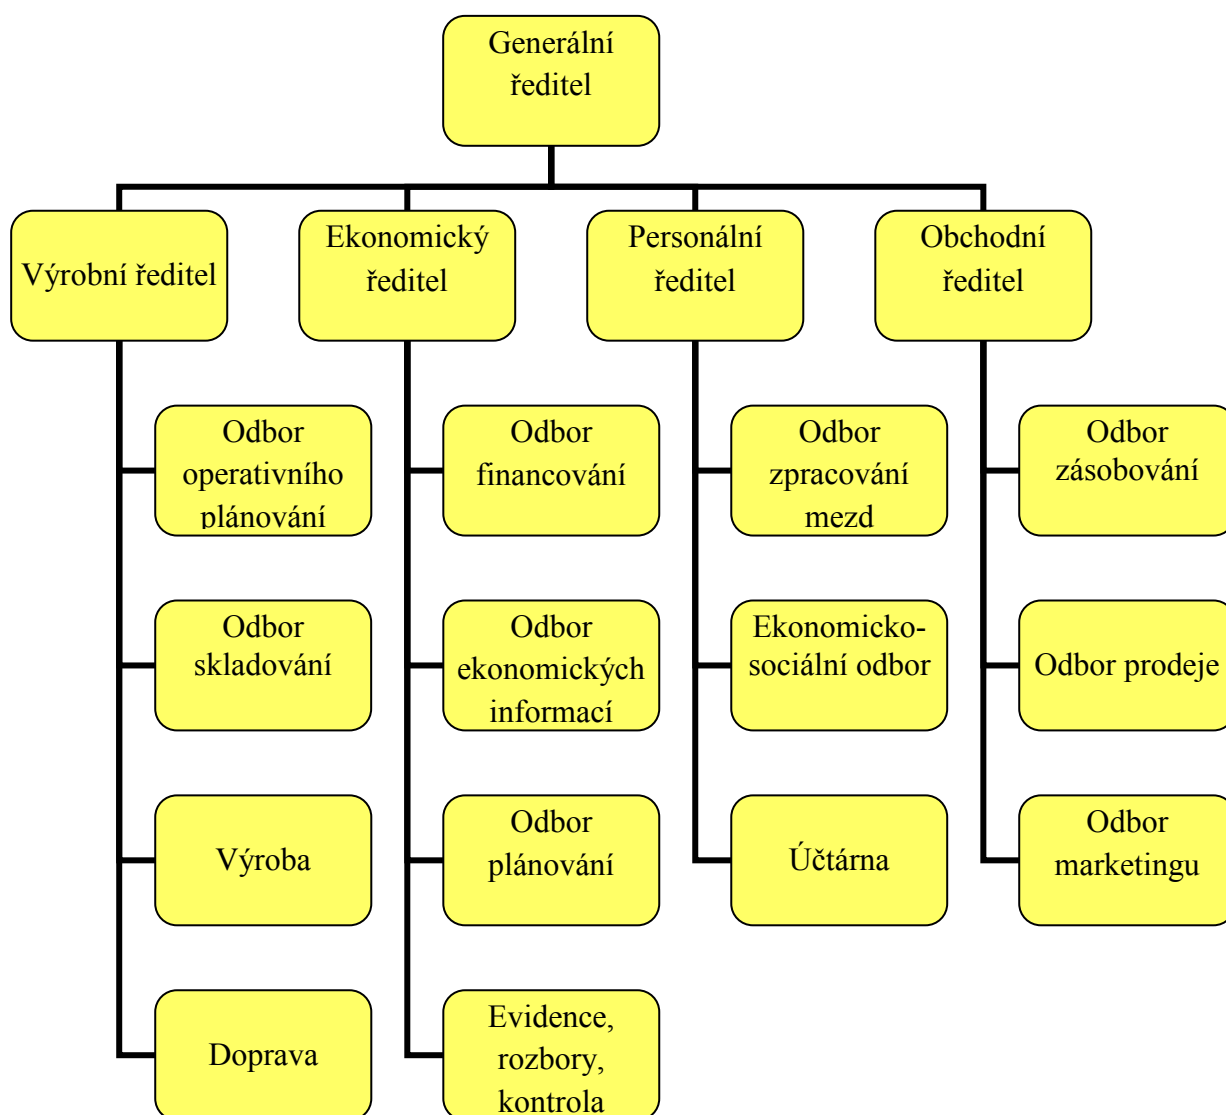 Generální
ředitel
Výrobní ředitel
Ekonomický
ředitel
Personální
ředitel
Obchodní
ředitel
Odbor
operativního
plánování
Odbor
financování
Odbor
zpracování
mezd
Odbor
zásobování
Odbor
skladování
Odbor
ekonomických
informací
Ekonomicko-
sociální odbor
Odbor prodeje
Výroba
Odbor
plánování
Účtárna
Odbor
marketingu
Doprava
Evidence,
rozbory,
kontrola